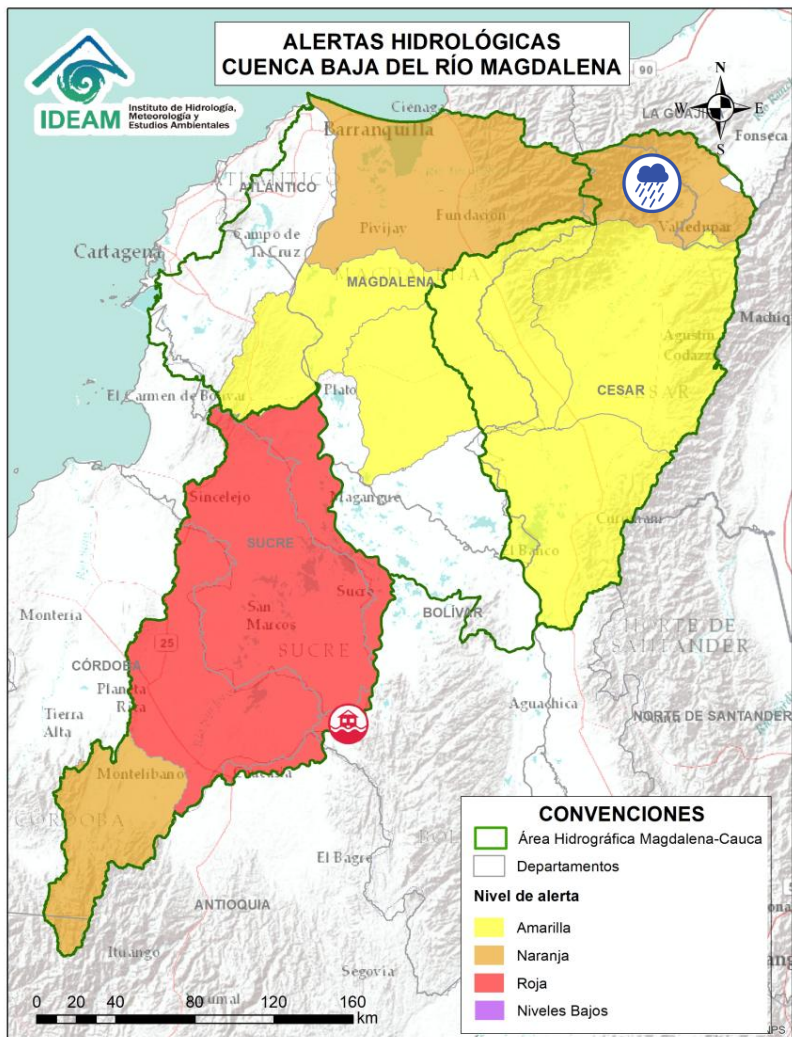 ALERTAS HIDROLÓGICAS
CUENCA BAJA DEL RÍO MAGDALENA
IDEAM
Instituto de Hidrología,
Meteorología y
Estudios Ambientales
N
W
E
S
90
Ciénaga
LA GUAJIRA
Fonseca
Barranquilla
ATLÁNTICO
Pivijay
Fundación
Valledupar
Campo de
la Cruz
Cartagena
MAGDALENA
Machiq
Agustín
Codazzi
CESAR
El Carmen de Bolívar
Plato
Sincelejo
Magangué
SUCRE
El Banco
Sucre
BOLÍVAR
San
Marcos
SUCRE
Montería
25
CÓRDOBA
Planeta
Rica
Tierra
Alta
NORTE DE
SANTANDER
Aguachica
NORTE DE SANTANDER
Montelíbano
CÓRDOBA
El Bagre
ANTIOQUIA
Ituango
Segovia
0 20 40 80 120 160
km
CONVENCIONES
Área Hidrográfica Magdalena-Cauca
Departamentos
Nivel de alerta
Amarilla
Naranja
Roja
Niveles Bajos